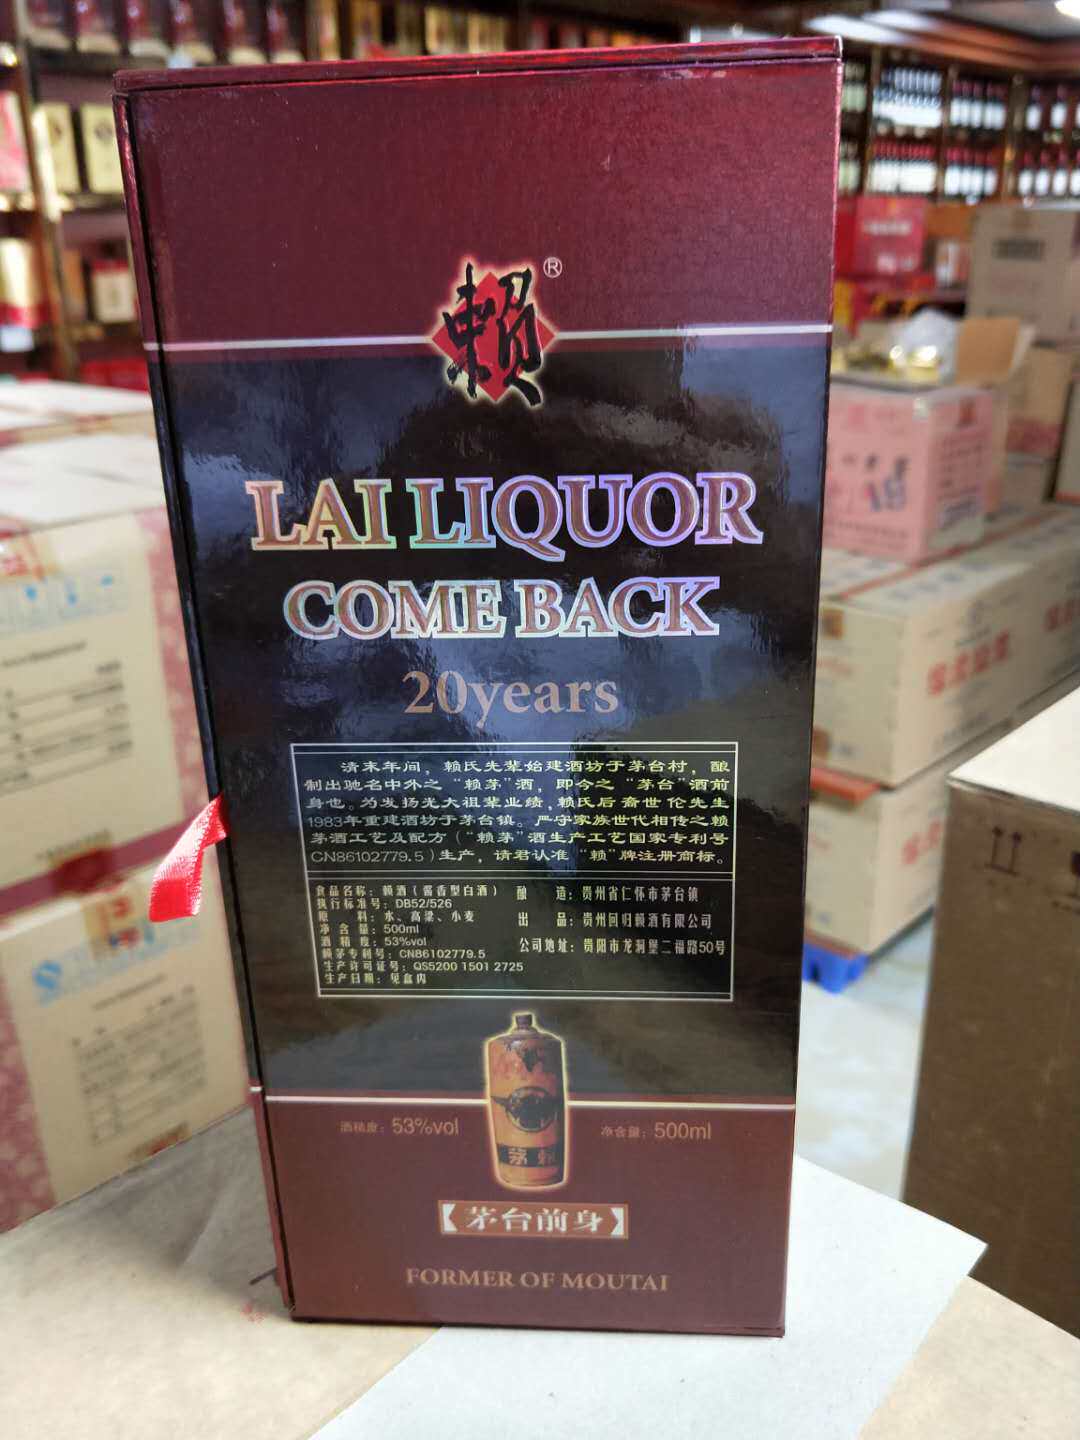 賴®
LAI LIQUOR
COME BACK
20years
清末年间，赖氏先辈始建酒坊于茅台村，酿
制出驰名中外之“赖茅”酒，即今之“茅台”酒前
身也。为发扬光大祖辈业绩，赖氏后裔世伦先生
1983年重建酒坊于茅台镇。严守家族世代相传之赖
茅酒工艺及配方（“赖茅”酒生产工艺国家专利号
CN86102779.5）生产，请君认准“赖”牌注册商标。
食品名称：赖酒（酱香型白酒）
执行标准号：DB52/526
原 料：水、高粱、小麦
净 含 量：500ml
酒 精 度：53%vol
赖茅专利号：CN86102779.5
生产许可证号：QS5200 1501 2725
生产日期：见盒内
酿 造：贵州省仁怀市茅台镇
出 品：贵州回归赖酒有限公司
公司地址：贵阳市龙洞堡二福路50号
茅赖
酒精度：53%vol
净含量：500ml
【茅台前身】
FORMER OF MOUTAI